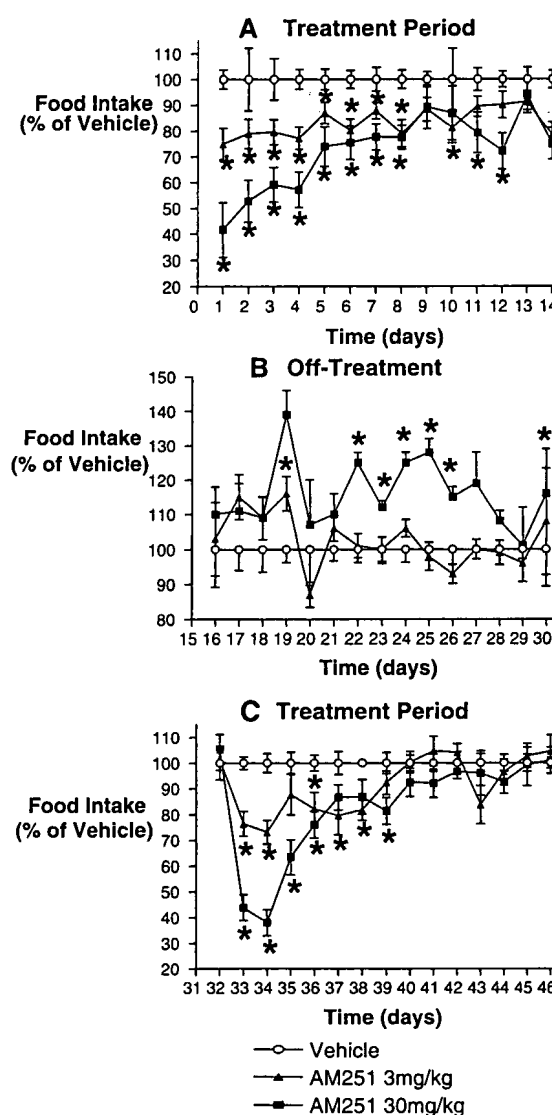 A Treatment Period
110
100
90
80
70
60
50
40
30
20
Food Intake
(% of Vehicle)
* * * * * * * *
* * * * * * * * * * *
0 1 2 3 4 5 6 7 8 9 10 11 12 13 14
Time (days)
B Off-Treatment
150
140
130
120
110
100
90
80
Food Intake
(% of Vehicle)
* * * * * * *
15 16 17 18 19 20 21 22 23 24 25 26 27 28 29 30
Time (days)
C Treatment Period
110
100
90
80
70
60
50
40
30
20
Food Intake
(% of Vehicle)
* * * * * * * * * *
31 32 33 34 35 36 37 38 39 40 41 42 43 44 45 46
Time (days)
Vehicle
AM251 3mg/kg
AM251 30mg/kg